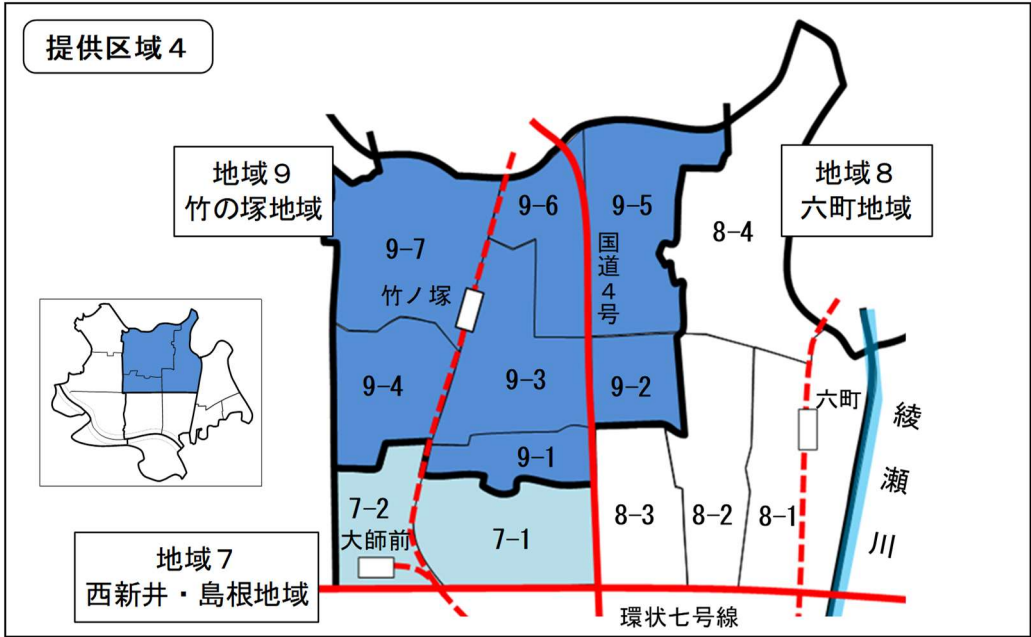 提供区域４
地域９
竹の塚地域
地域８
六町地域
9-6
9-5
8-4
9-7
国道４号
竹ノ塚
9-4
9-3
9-2
六町
綾瀬川
9-1
7-2
7-1
8-3
8-2
8-1
大師前
地域７
西新井・島根地域
環状七号線